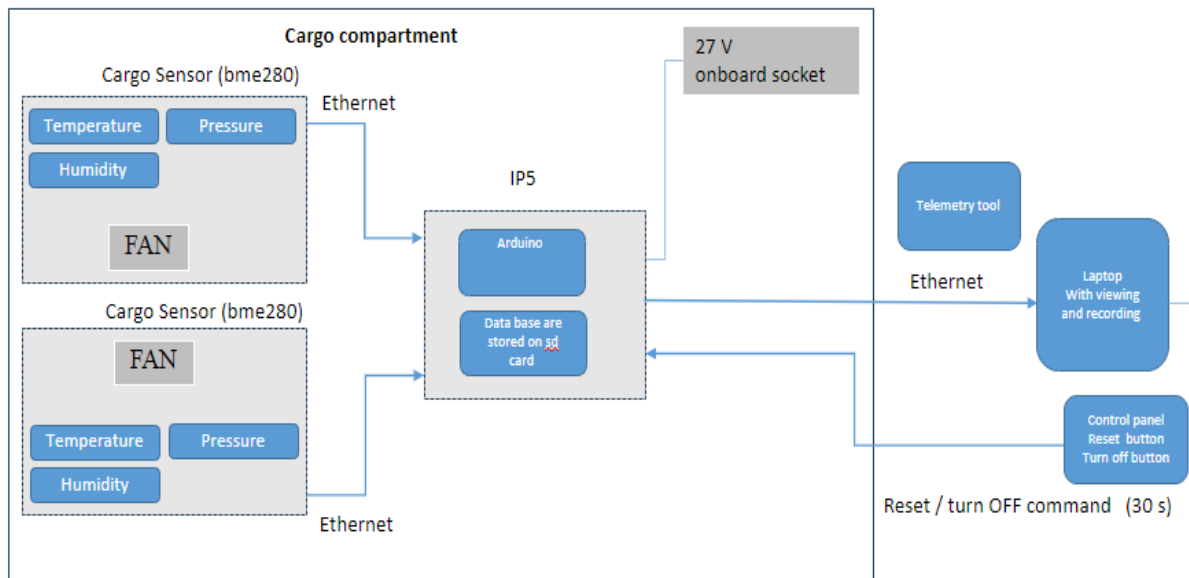 Cargo compartment
27 V
onboard socket
Cargo Sensor (bme280)
Ethernet
Temperature
Pressure
Humidity
FAN
IP5
Arduino
Data base are
stored on sd
card
Cargo Sensor (bme280)
FAN
Temperature
Pressure
Humidity
Ethernet
Telemetry tool
Ethernet
Laptop
With viewing
and recording
Control panel
Reset button
Turn off button
Reset / turn OFF command (30 s)